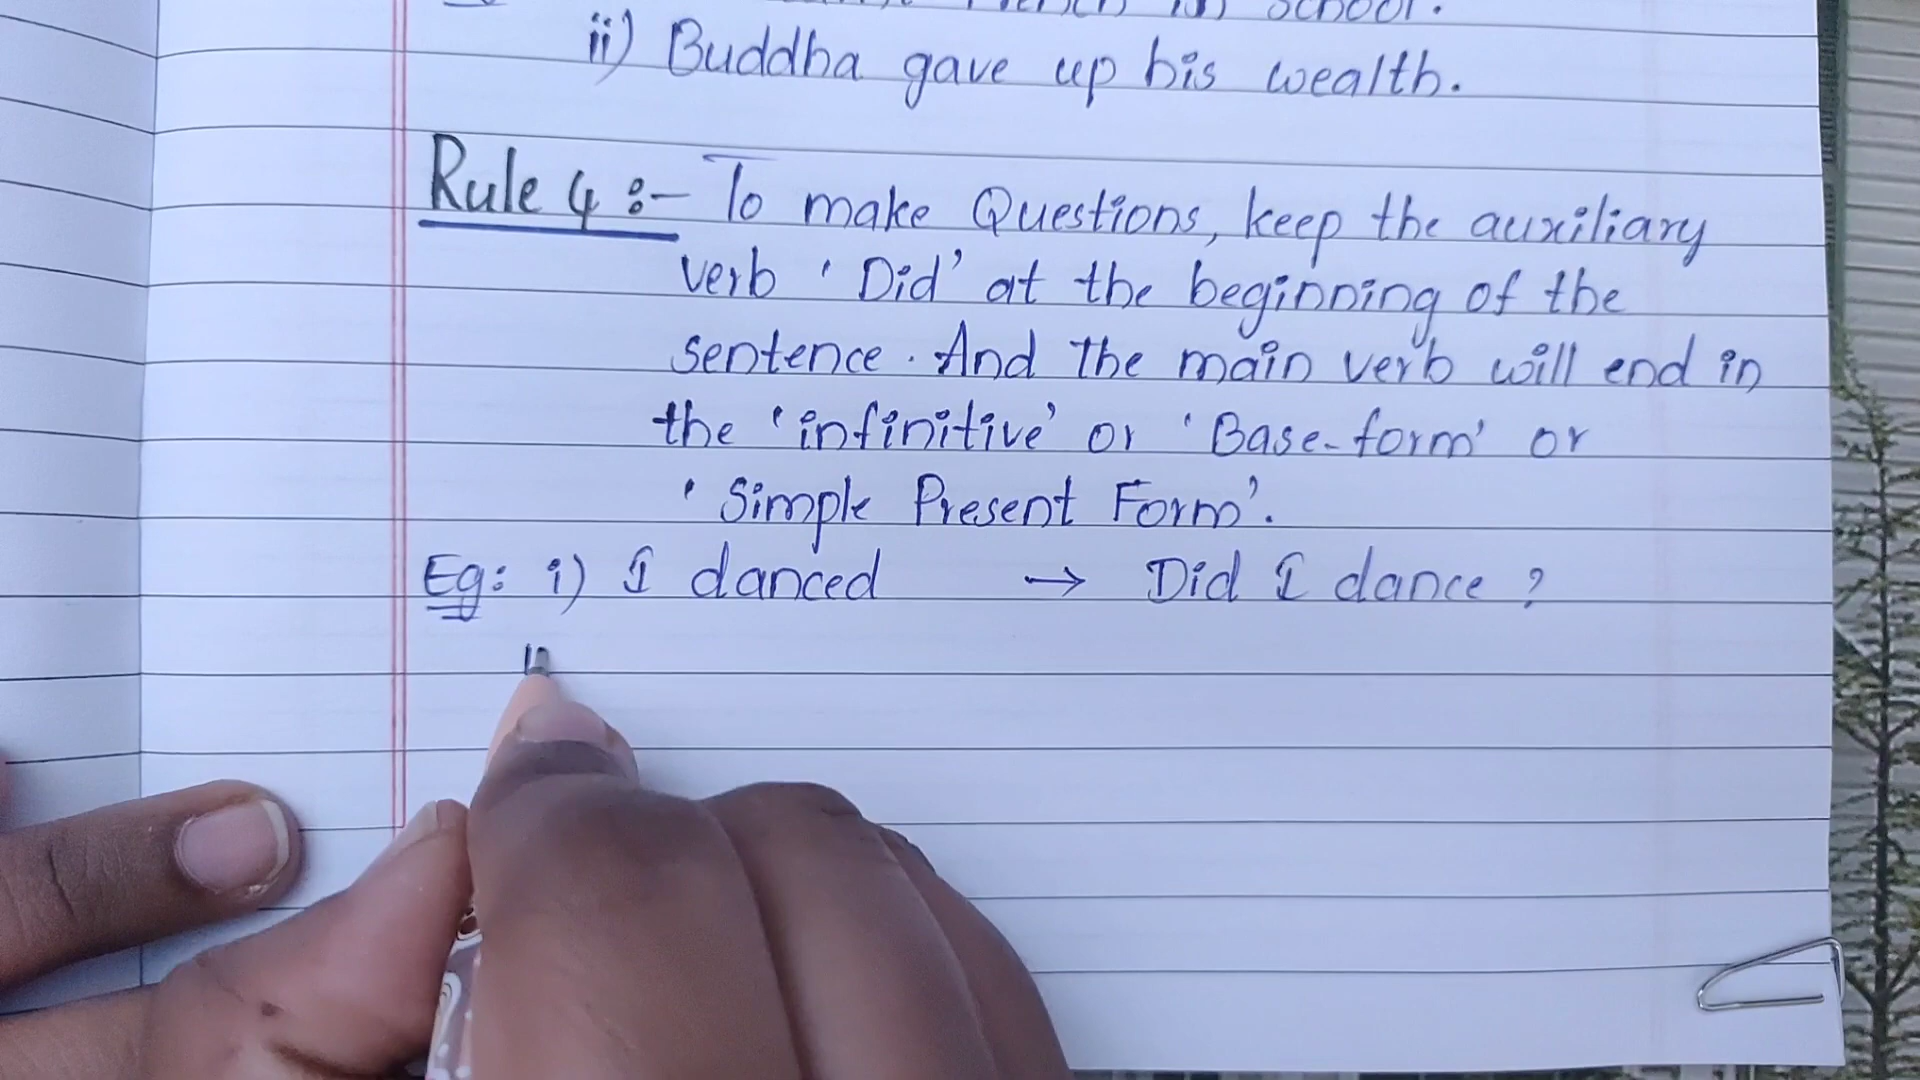 school.
ii) Buddha gave up his wealth.
Rule 4 :- To make Questions, keep the auxiliary
verb 'Did' at the beginning of the
sentence. And the main verb will end in
the 'infinitive' or 'Base-form' or
'Simple Present Form'.
Eg: i) I danced → Did I dance ?